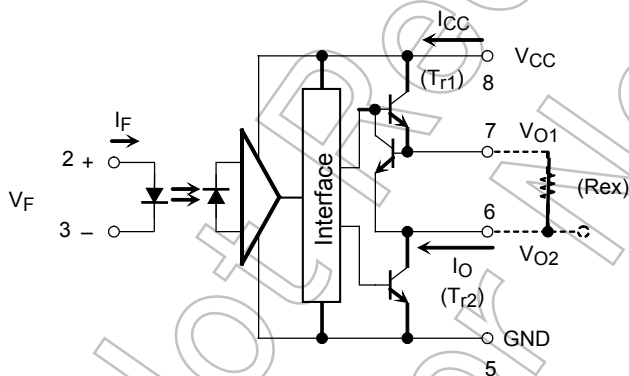 ICC
VCC
(Tr1)
8
IF
7
VO1
2 +
(Rex)
VF
Interface
3 –
6
IO
VO2
(Tr2)
GND
5